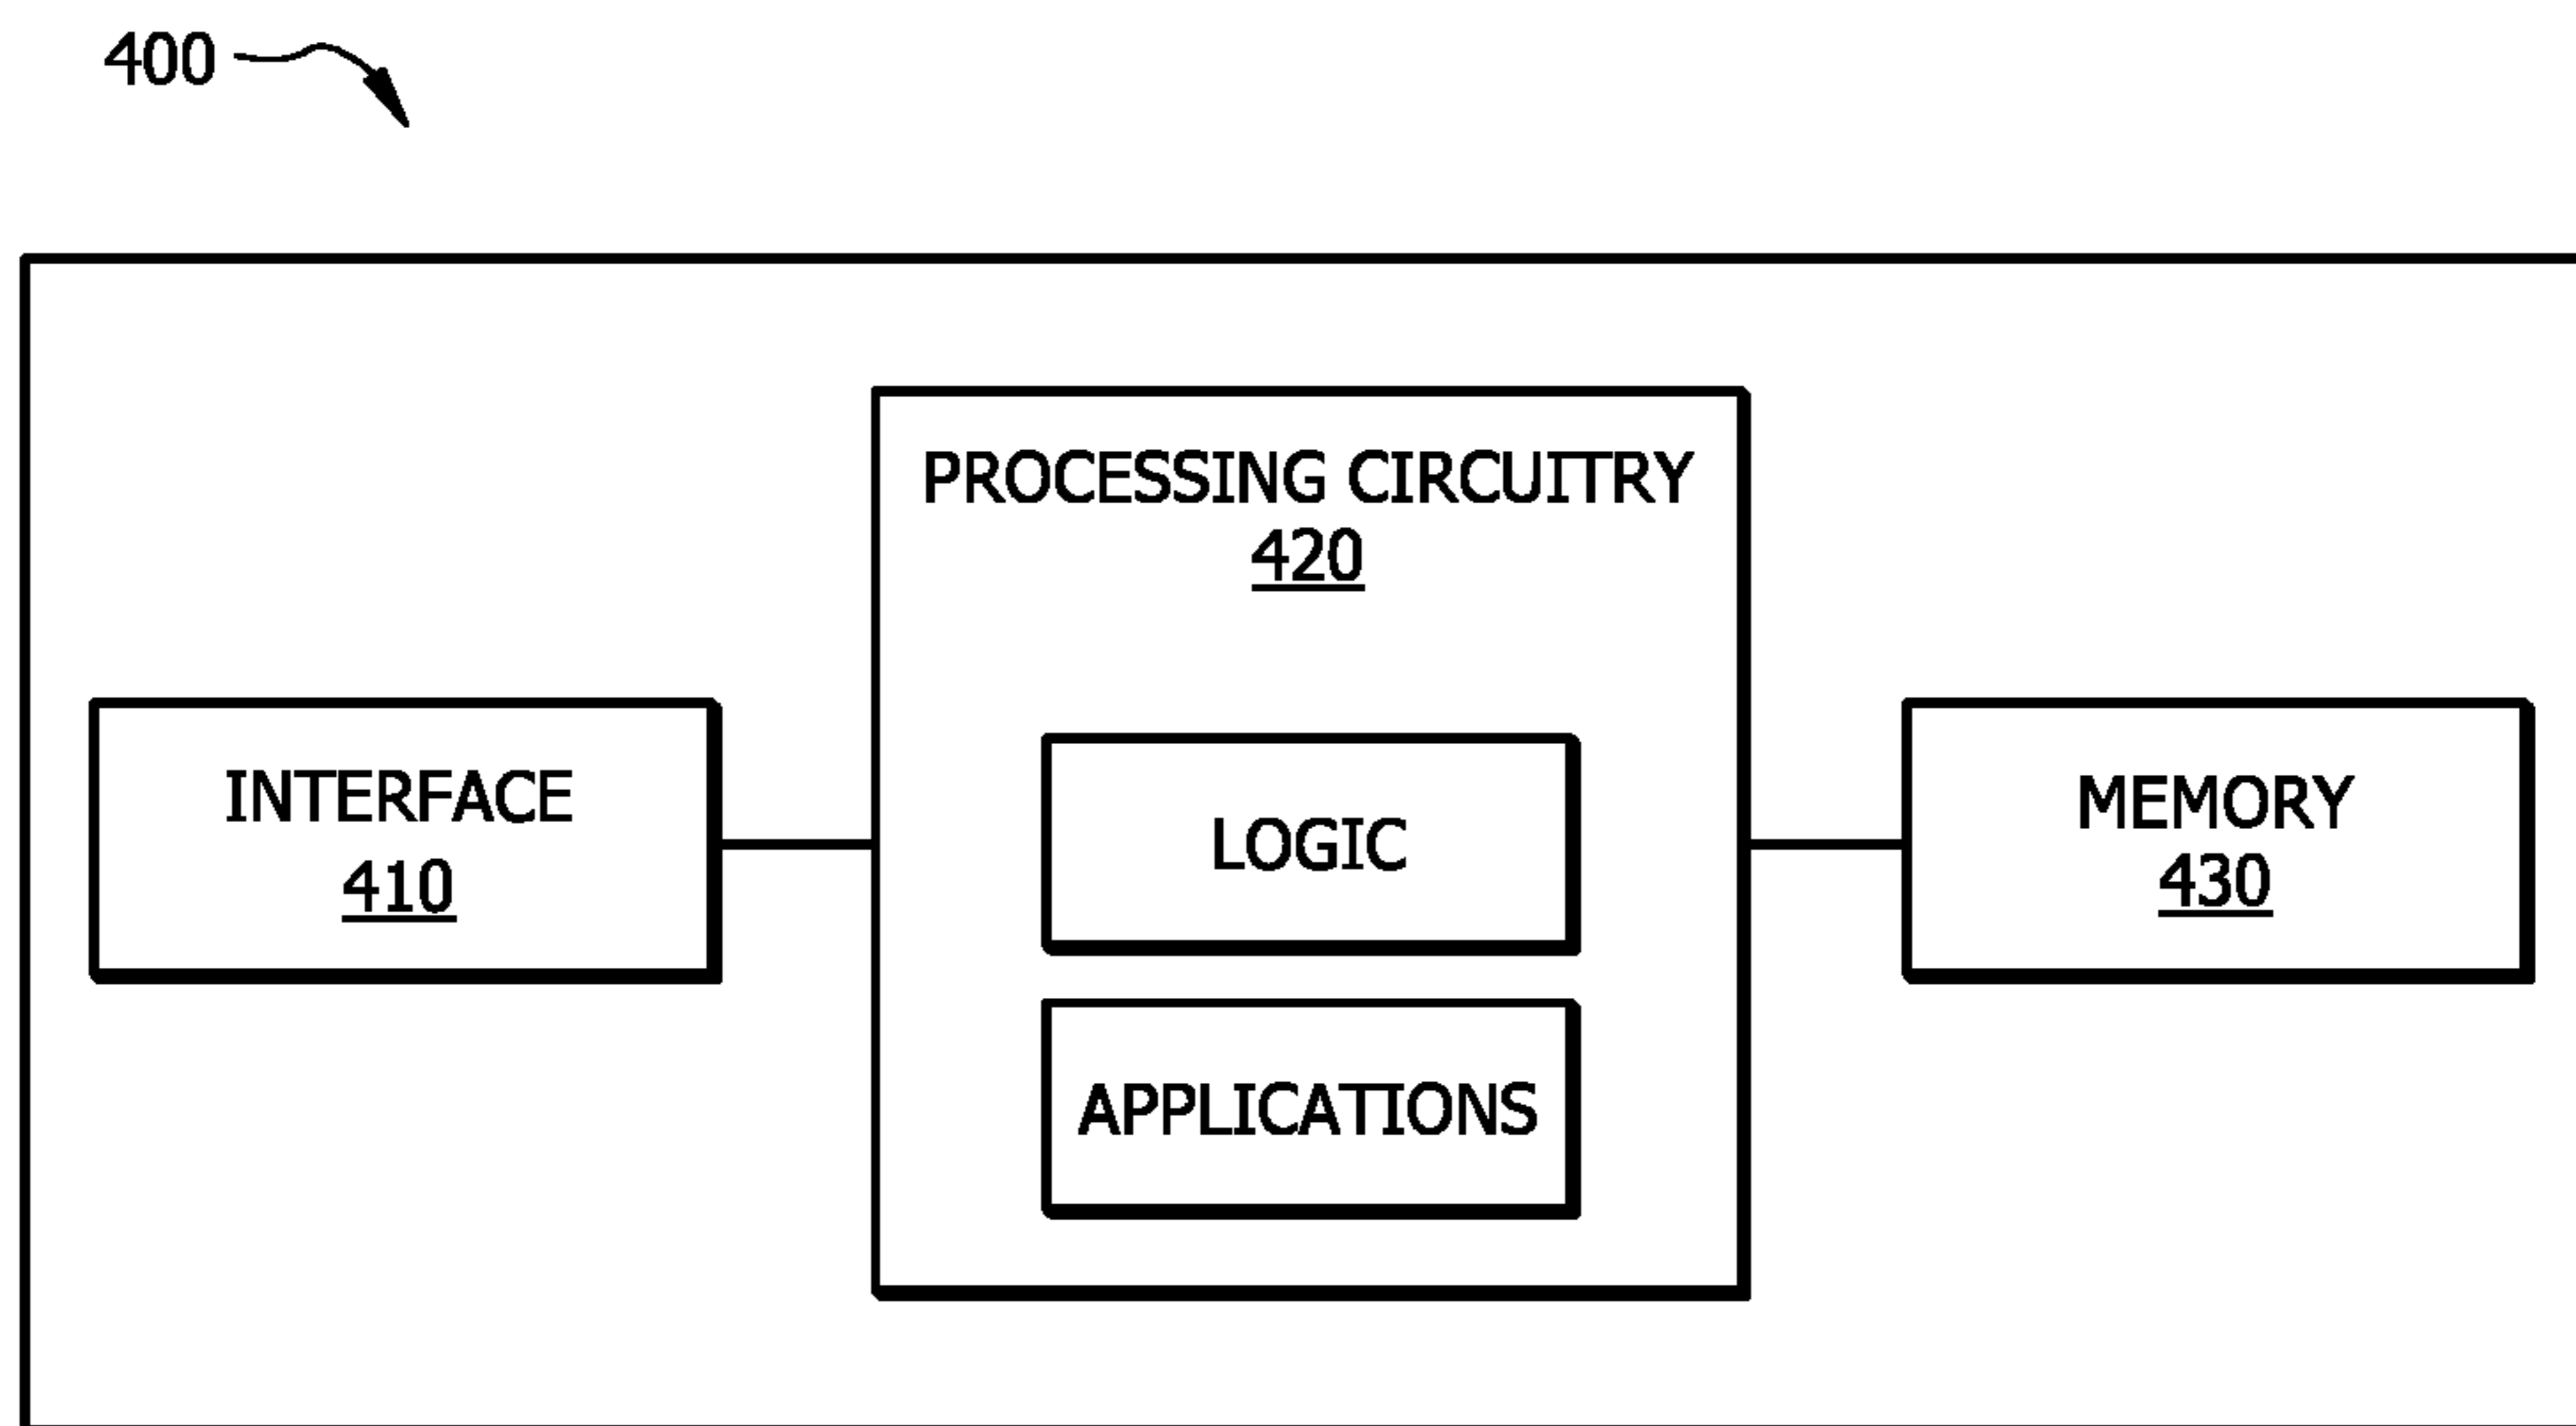 400
PROCESSING CIRCUITRY
420
INTERFACE
410
LOGIC
APPLICATIONS
MEMORY
430